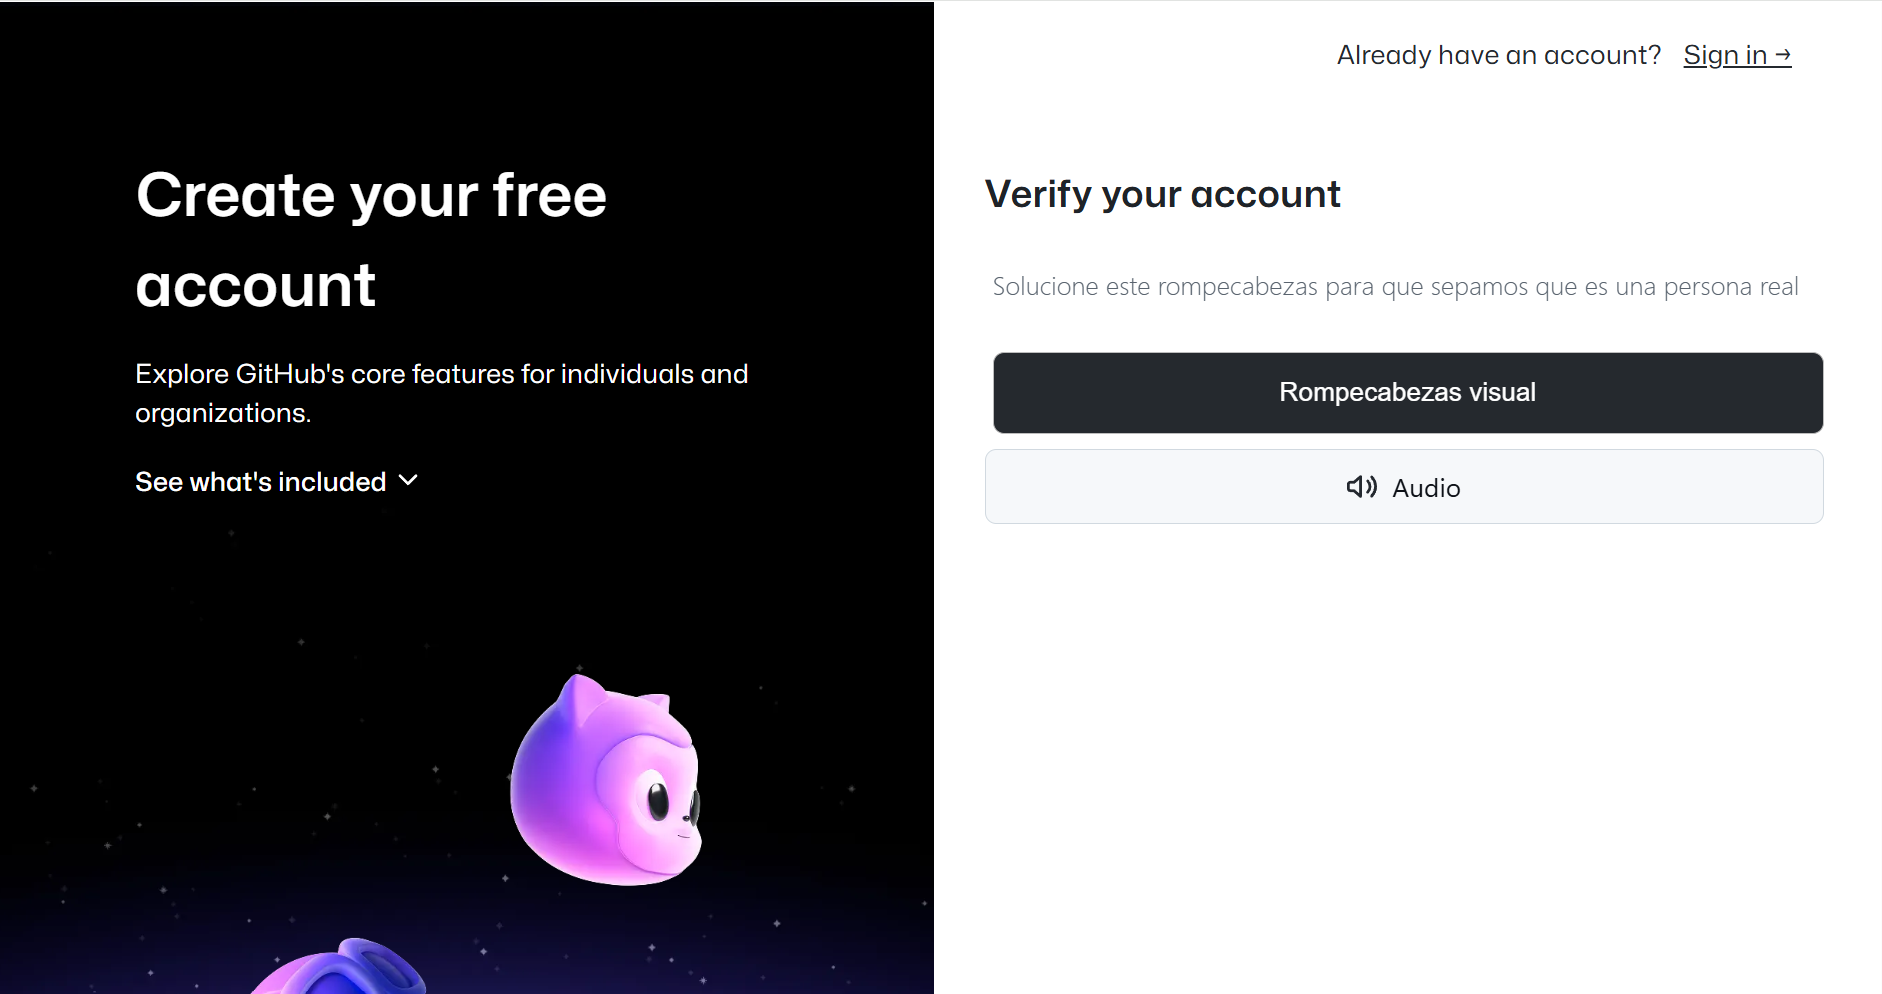 Already have an account? Sign in →
Create your free
account
Explore GitHub's core features for individuals and
organizations.
See what's included
Verify your account
Solucione este rompecabezas para que sepamos que es una persona real
Rompecabezas visual
Audio